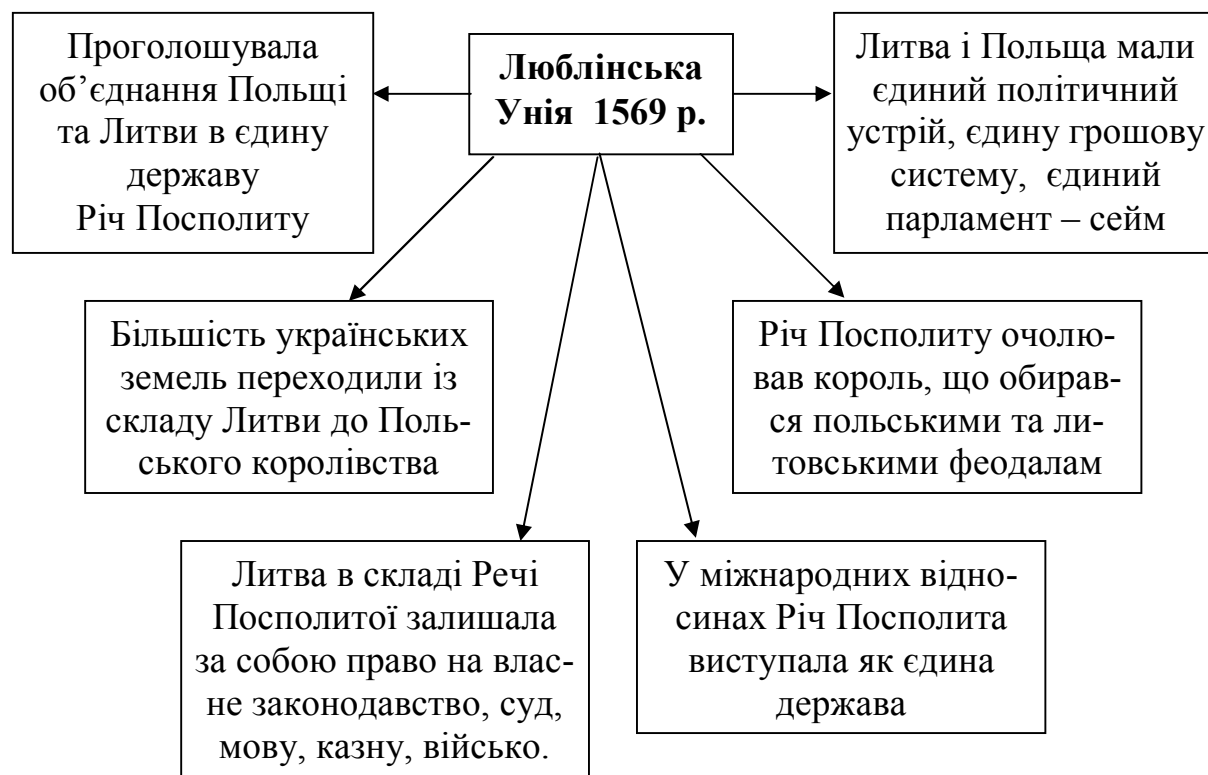 Люблінська
Унія  1569 р.
Проголошувала
об’єднання Польщі
та Литви в єдину
державу
Річ Посполиту
Литва і Польща мали
єдиний політичний
устрій, єдину грошову
систему,  єдиний
парламент – сейм
Більшість українських
земель переходили із
складу Литви до Поль-
ського королівства
Річ Посполиту очолю-
вав король, що обирав-
ся польськими та ли-
товськими феодалам
Литва в складі Речі
Посполитої залишала
за собою право на влас-
не законодавство, суд,
мову, казну, військо.
У міжнародних відно-
синах Річ Посполита
виступала як єдина
держава